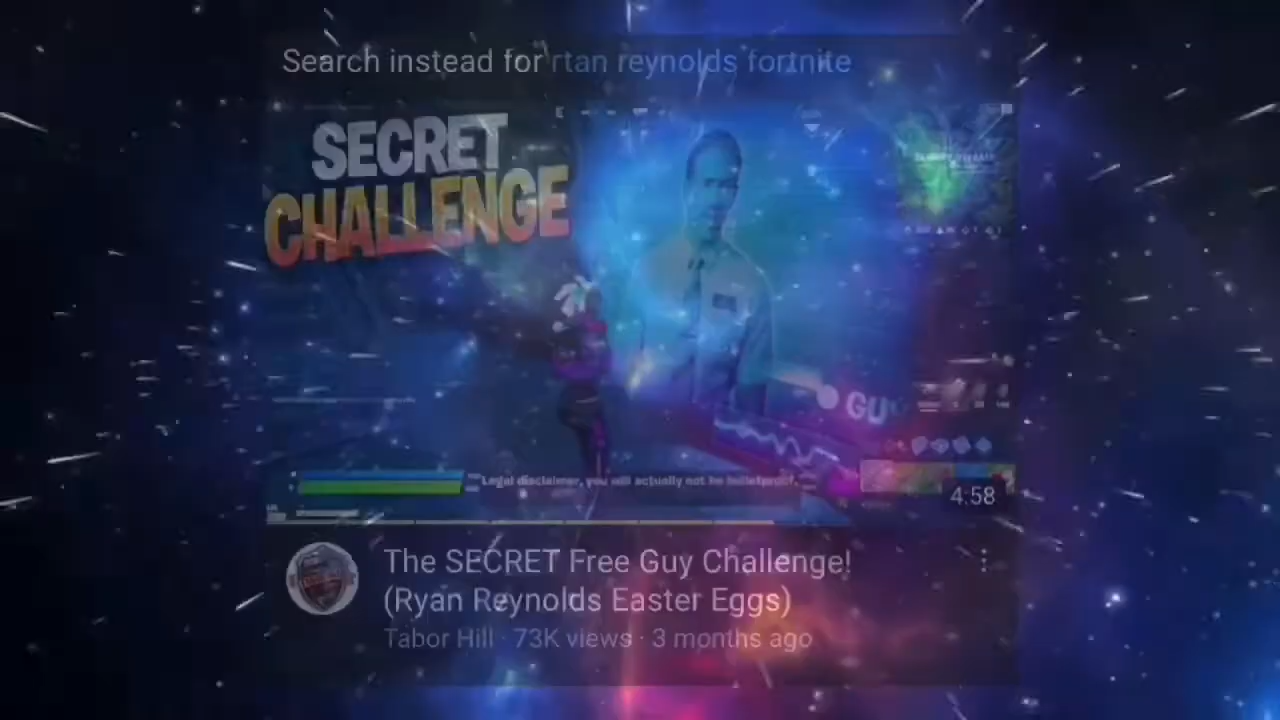 Search instead for rtan reynolds fortnite
SECRET
CHALLENGE
GUY
Legal disclaimer, you will actually not be bulletproof.
4:58
The SECRET Free Guy Challenge!
(Ryan Reynolds Easter Eggs)
Tabor Hill · 73K views · 3 months ago